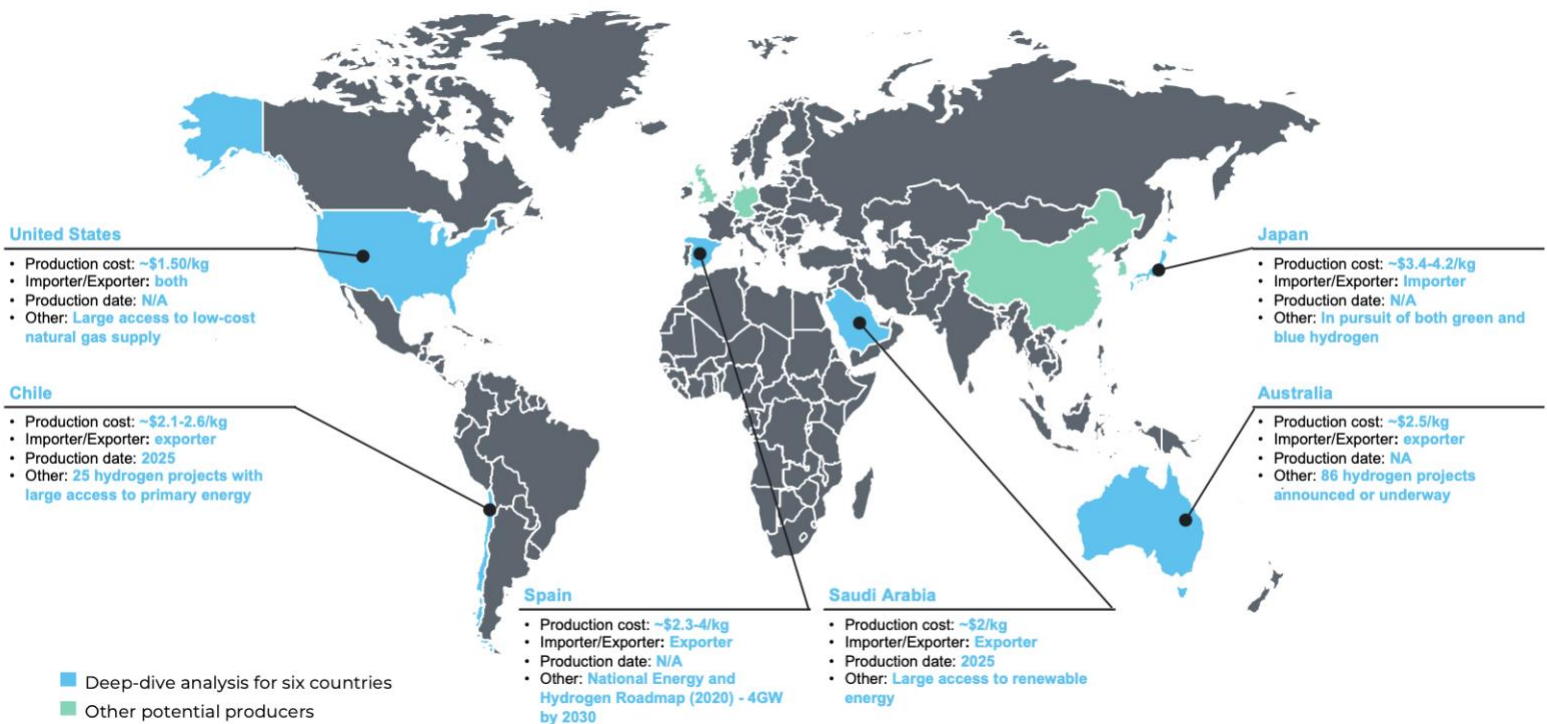 United States
• Production cost: ~$1.50/kg
• Importer/Exporter: both
• Production date: N/A
• Other: Large access to low-cost
natural gas supply
Chile
• Production cost: ~$2.1-2.6/kg
• Importer/Exporter: exporter
• Production date: 2025
• Other: 25 hydrogen projects with
large access to primary energy
Spain
• Production cost: ~$2.3-4/kg
• Importer/Exporter: Exporter
• Production date: N/A
• Other: National Energy and
Hydrogen Roadmap (2020) - 4GW
by 2030
Saudi Arabia
• Production cost: ~$2/kg
• Importer/Exporter: Exporter
• Production date: 2025
• Other: Large access to renewable
energy
Japan
• Production cost: ~$3.4-4.2/kg
• Importer/Exporter: Importer
• Production date: N/A
• Other: In pursuit of both green and
blue hydrogen
Australia
• Production cost: ~$2.5/kg
• Importer/Exporter: exporter
• Production date: NA
• Other: 86 hydrogen projects
announced or underway
Deep-dive analysis for six countries
Other potential producers